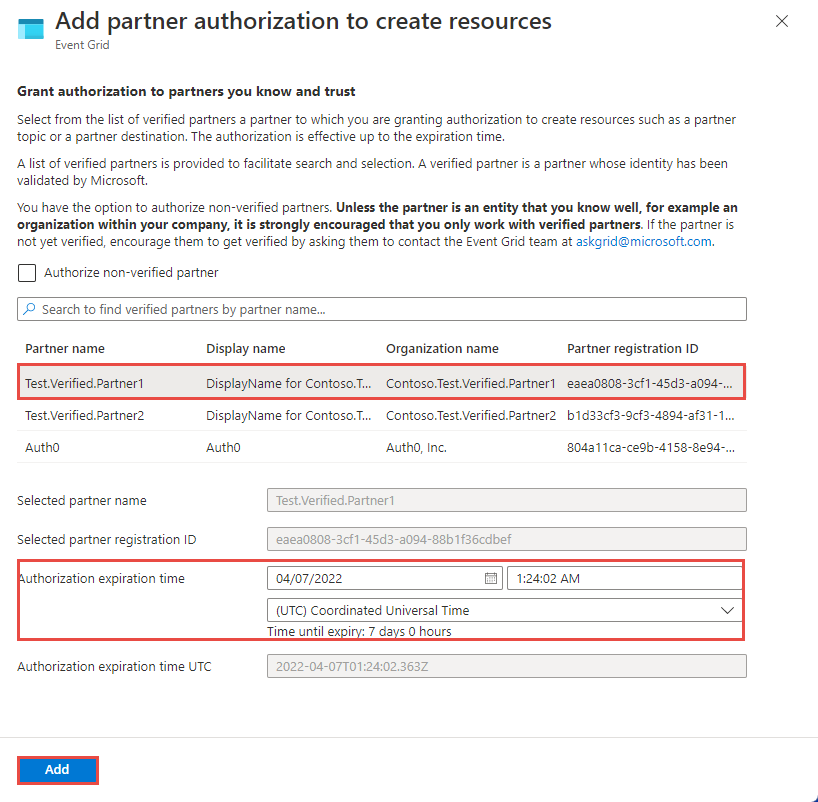 Add partner authorization to create resources
Event Grid
Grant authorization to partners you know and trust
Select from the list of verified partners a partner to which you are granting authorization to create resources such as a partner
topic or a partner destination. The authorization is effective up to the expiration time.
A list of verified partners is provided to facilitate search and selection. A verified partner is a partner whose identity has been
validated by Microsoft.
You have the option to authorize non-verified partners. Unless the partner is an entity that you know well, for example an
organization within your company, it is strongly encouraged that you only work with verified partners. If the partner is
not yet verified, encourage them to get verified by asking them to contact the Event Grid team at askgrid@microsoft.com.
Authorize non-verified partner
Search to find verified partners by partner name...
Partner name Display name Organization name Partner registration ID
Test.Verified.Partner1 DisplayName for Contoso.T... Contoso.Test.Verified.Partner1 eaea0808-3cf1-45d3-a094-...
Test.Verified.Partner2 DisplayName for Contoso.T... Contoso.Test.Verified.Partner2 b1d33cf3-9cf3-4894-af31-1...
Auth0 Auth0 Auth0, Inc. 804a11ca-ce9b-4158-8e94-...
Selected partner name Test.Verified.Partner1
Selected partner registration ID eaea0808-3cf1-45d3-a094-88b1f36cdbef
Authorization expiration time 04/07/2022 1:24:02 AM
(UTC) Coordinated Universal Time
Time until expiry: 7 days 0 hours
Authorization expiration time UTC 2022-04-07T01:24:02.363Z
Add